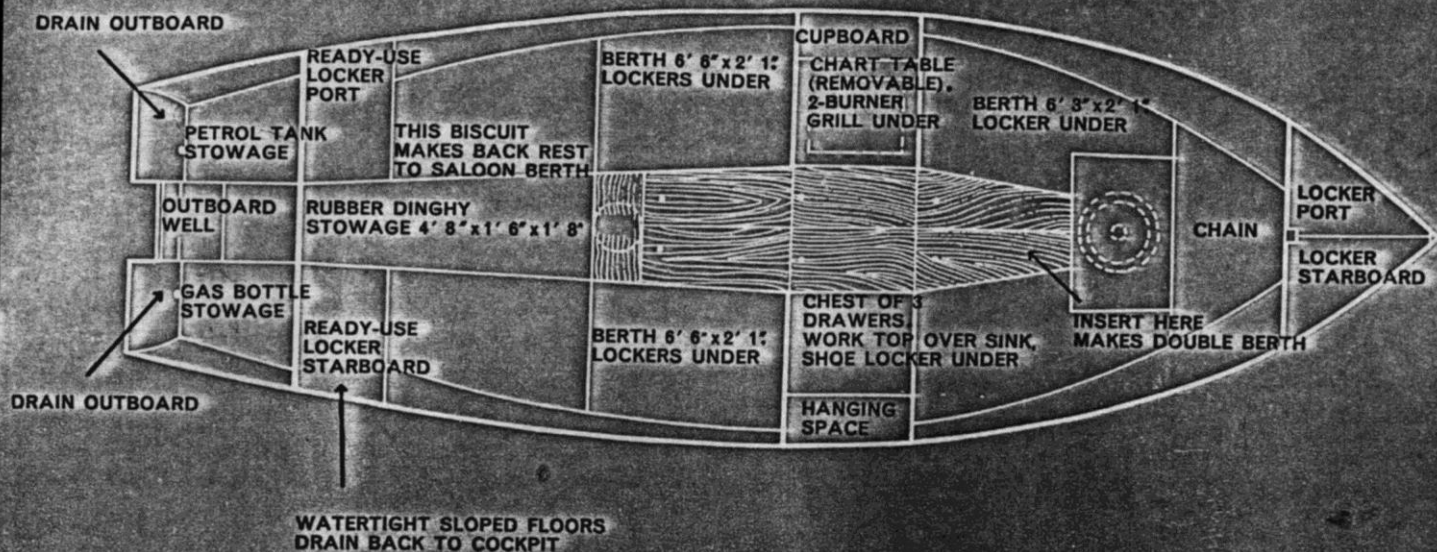 DRAIN OUTBOARD
READY-USE
LOCKER
PORT
PETROL TANK
STOWAGE
THIS BISCUIT
MAKES BACK REST
TO SALOON BERTH
BERTH 6' 6"x2' 1".
LOCKERS UNDER
CUPBOARD
CHART TABLE
(REMOVABLE).
2-BURNER
GRILL UNDER
BERTH 6' 3"x2' 1"
LOCKER UNDER
OUTBOARD
WELL
RUBBER DINGHY
STOWAGE 4' 8"x1' 6"x1' 8"
CHAIN
LOCKER
PORT
LOCKER
STARBOARD
GAS BOTTLE
STOWAGE
READY-USE
LOCKER
STARBOARD
BERTH 6' 6"x2' 1".
LOCKERS UNDER
CHEST OF 3
DRAWERS.
WORK TOP OVER SINK,
SHOE LOCKER UNDER
INSERT HERE
MAKES DOUBLE BERTH
HANGING
SPACE
DRAIN OUTBOARD
WATERTIGHT SLOPED FLOORS
DRAIN BACK TO COCKPIT